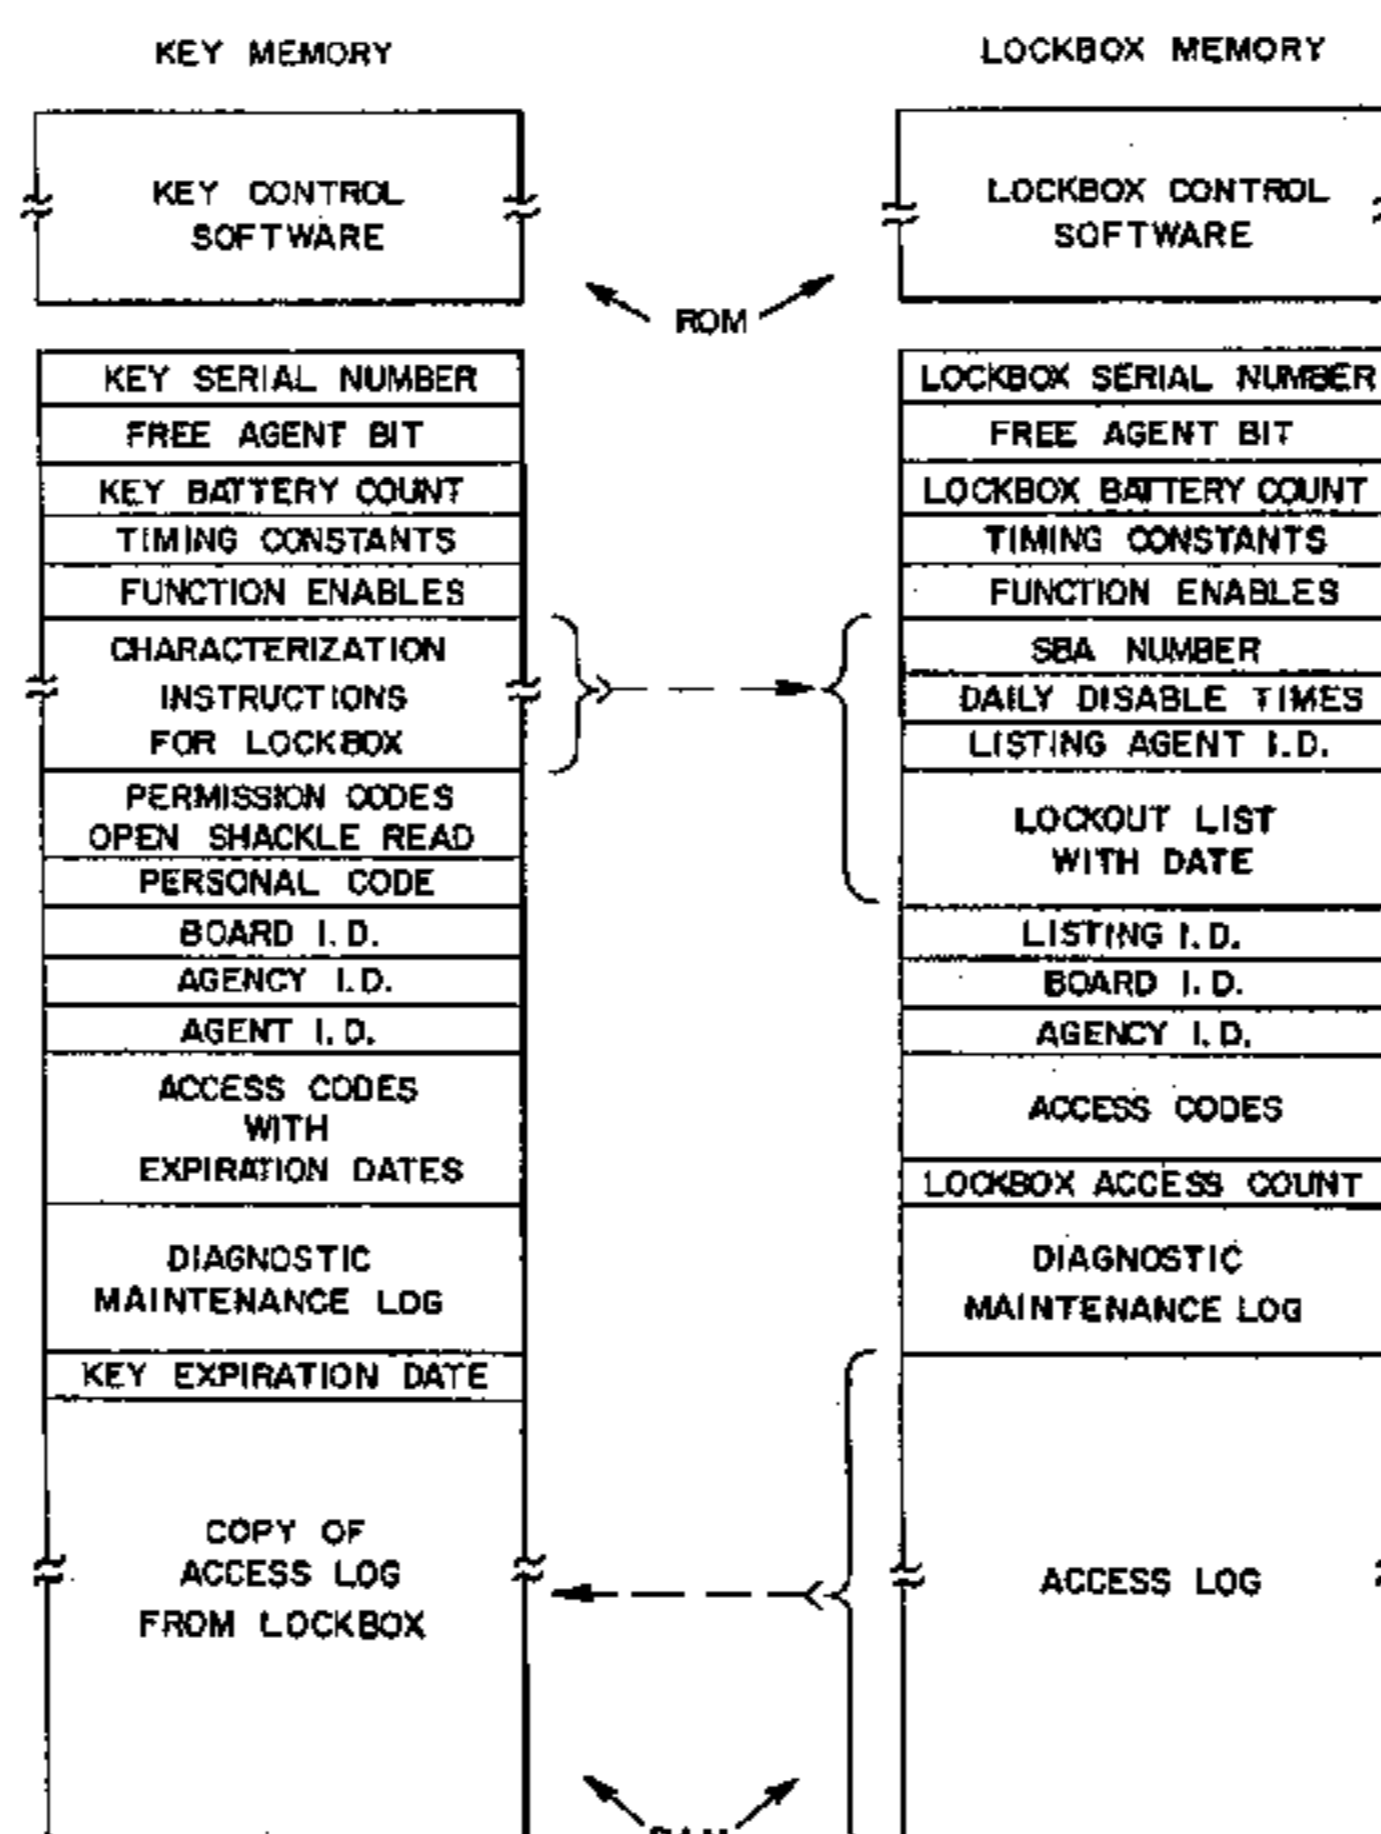 KEY MEMORY
KEY CONTROL
SOFTWARE
KEY SERIAL NUMBER
FREE AGENT BIT
KEY BATTERY COUNT
TIMING CONSTANTS
FUNCTION ENABLES
CHARACTERIZATION
INSTRUCTIONS
FOR LOCKBOX
PERMISSION CODES
OPEN SHACKLE READ
PERSONAL CODE
BOARD I.D.
AGENCY I.D.
AGENT I.D.
ACCESS CODES
WITH
EXPIRATION DATES
DIAGNOSTIC
MAINTENANCE LOG
KEY EXPIRATION DATE
COPY OF
ACCESS LOG
FROM LOCKBOX
ROM
LOCKBOX MEMORY
LOCKBOX CONTROL
SOFTWARE
LOCKBOX SERIAL NUMBER
FREE AGENT BIT
LOCKBOX BATTERY COUNT
TIMING CONSTANTS
FUNCTION ENABLES
SBA NUMBER
DAILY DISABLE TIMES
LISTING AGENT I.D.
LOCKOUT LIST
WITH DATE
LISTING I.D.
BOARD I.D.
AGENCY I.D.
ACCESS CODES
LOCKBOX ACCESS COUNT
DIAGNOSTIC
MAINTENANCE LOG
ACCESS LOG